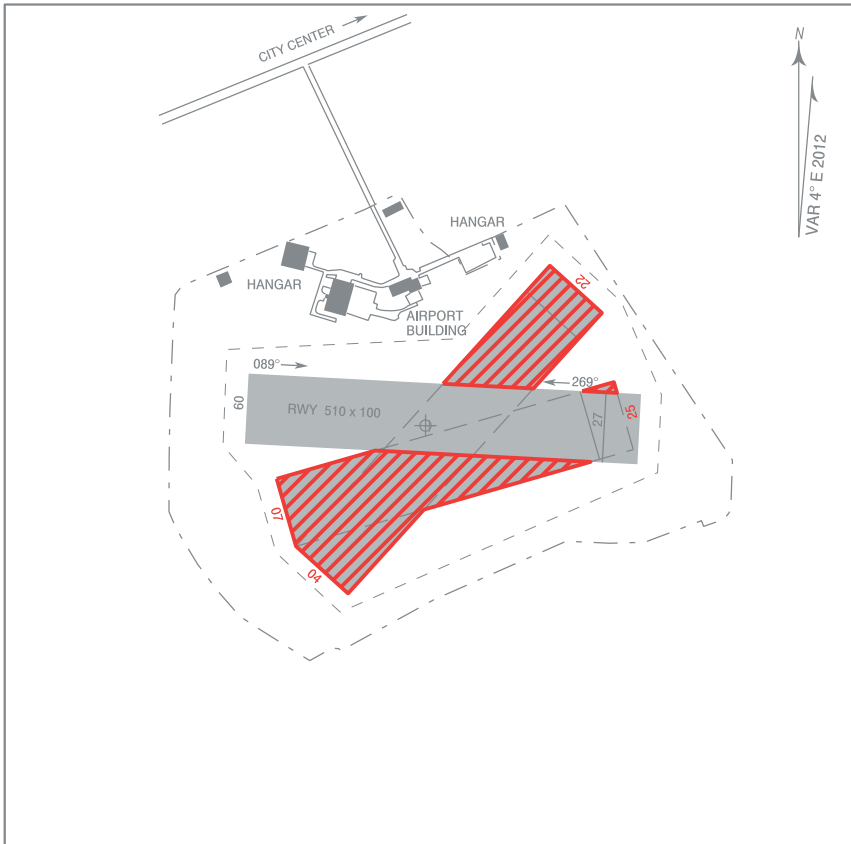 CITY CENTER
N
VAR 4° E 2012
HANGAR
HANGAR
AIRPORT
BUILDING
22
089°
269°
09
RWY 510 x 100
27
25
07
04